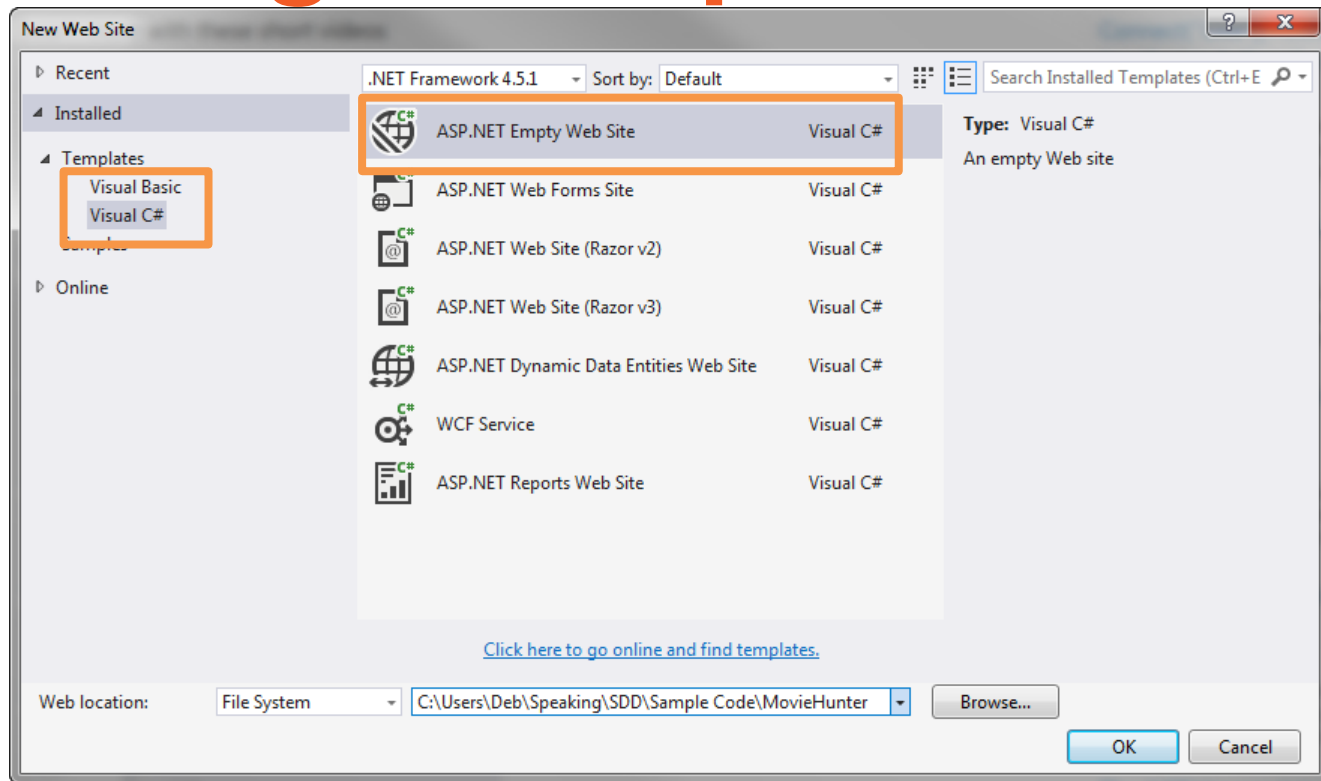 New Web Site
Recent
.NET Framework 4.5.1
Sort by: Default
Search Installed Templates (Ctrl+E
Installed
Templates
Visual Basic
Visual C#
Samples
Online
C# ASP.NET Empty Web Site Visual C#
ASP.NET Web Forms Site Visual C#
C# @ ASP.NET Web Site (Razor v2) Visual C#
C# @ ASP.NET Web Site (Razor v3) Visual C#
C# ASP.NET Dynamic Data Entities Web Site Visual C#
C# WCF Service Visual C#
C# ASP.NET Reports Web Site Visual C#
Type: Visual C#
An empty Web site
Click here to go online and find templates.
Web location: File System C:\Users\Deb\Speaking\SDD\Sample Code\MovieHunter Browse...
OK Cancel